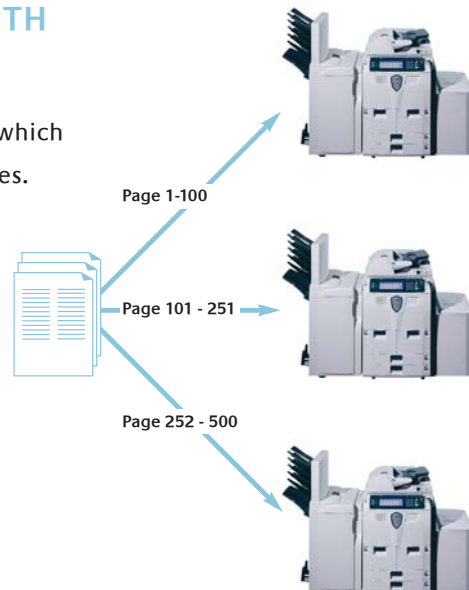 TH
which
es.
Page 1-100
Page 101 - 251
Page 252 - 500